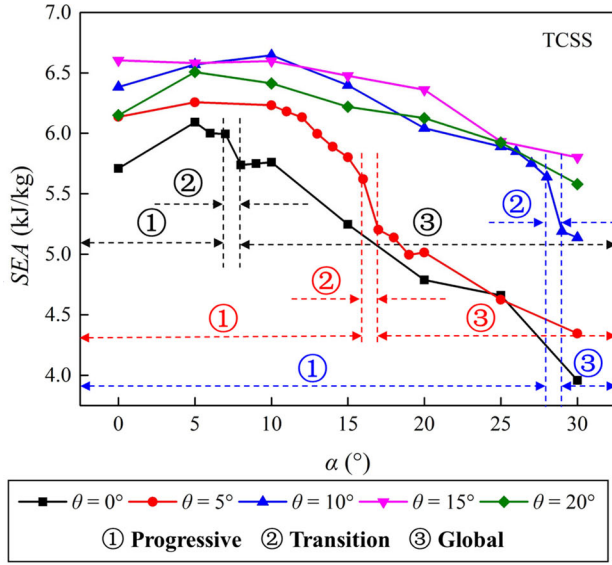 7.0
TCSS
6.5
6.0
②
②
5.5
①
③
5.0
②
4.5
①
③
①
③
4.0
SEA (kJ/kg)
0 5 10 15 20 25 30
α (°)
θ = 0° θ = 5° θ = 10° θ = 15° θ = 20°
① Progressive ② Transition ③ Global